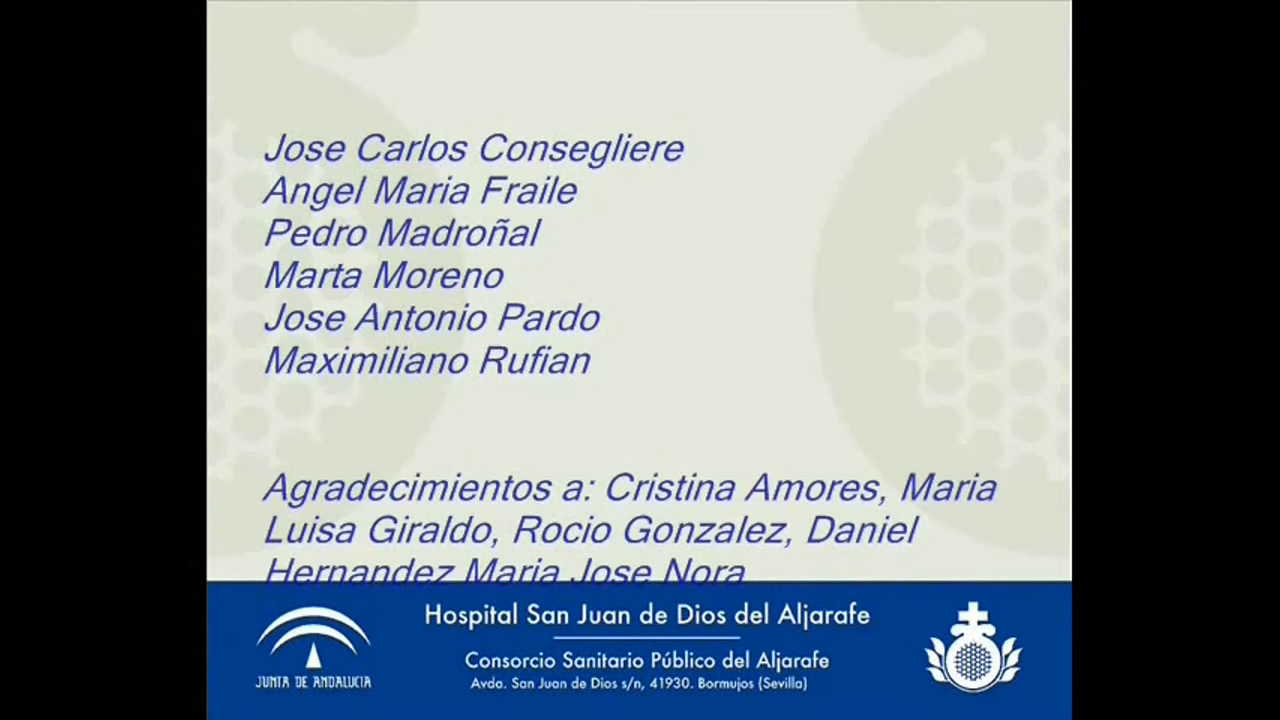 Jose Carlos Consegliere
Angel Maria Fraile
Pedro Madroñal
Marta Moreno
Jose Antonio Pardo
Maximiliano Rufian
Agradecimientos a: Cristina Amores, Maria
Luisa Giraldo, Rocio Gonzalez, Daniel
Hernandez Maria Jose Nora
Hospital San Juan de Dios del Aljarafe
Consorcio Sanitario Público del Aljarafe
Avda. San Juan de Dios s/n, 41930. Bormujos (Sevilla)
JUNTA DE ANDALUCIA